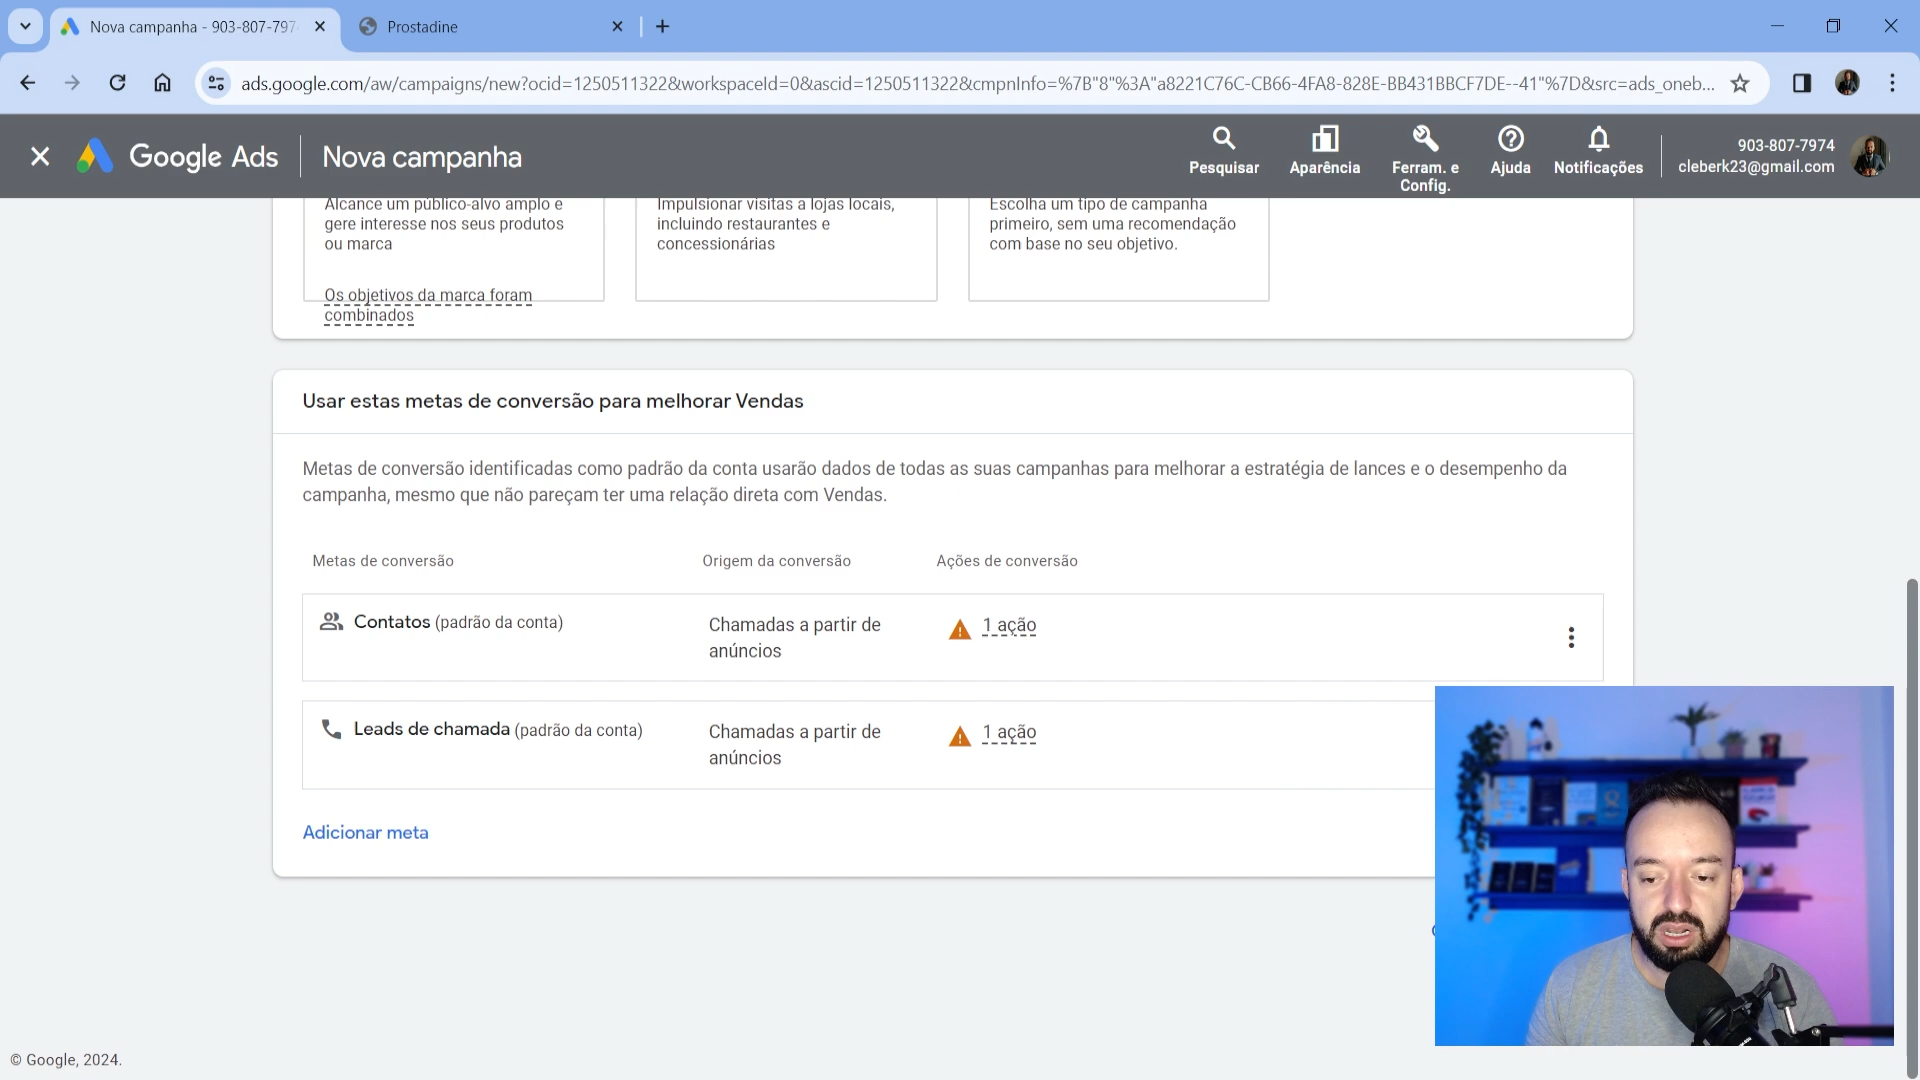 Nova campanha - 903-807-797
Prostadine
ads.google.com/aw/campaigns/new?ocid=1250511322&workspaceId=0&ascid=1250511322&cmpnInfo=%7B"8"%3A"a8221C76C-CB66-4FA8-828E-BB431BBCF7DE--41"%7D&src=ads_oneb...
Google Ads
Nova campanha
Pesquisar
Aparência
Ferram. e
Config.
Ajuda
Notificações
903-807-7974
cleberk23@gmail.com
Alcance um público-alvo amplo e
gere interesse nos seus produtos
ou marca
Os objetivos da marca foram
combinados
Impulsionar visitas a lojas locais,
incluindo restaurantes e
concessionárias
Escolha um tipo de campanha
primeiro, sem uma recomendação
com base no seu objetivo.
Usar estas metas de conversão para melhorar Vendas
Metas de conversão identificadas como padrão da conta usarão dados de todas as suas campanhas para melhorar a estratégia de lances e o desempenho da
campanha, mesmo que não pareçam ter uma relação direta com Vendas.
Metas de conversão
Origem da conversão
Ações de conversão
Contatos (padrão da conta)
Chamadas a partir de
anúncios
1 ação
Leads de chamada (padrão da conta)
Chamadas a partir de
anúncios
1 ação
Adicionar meta
© Google, 2024.